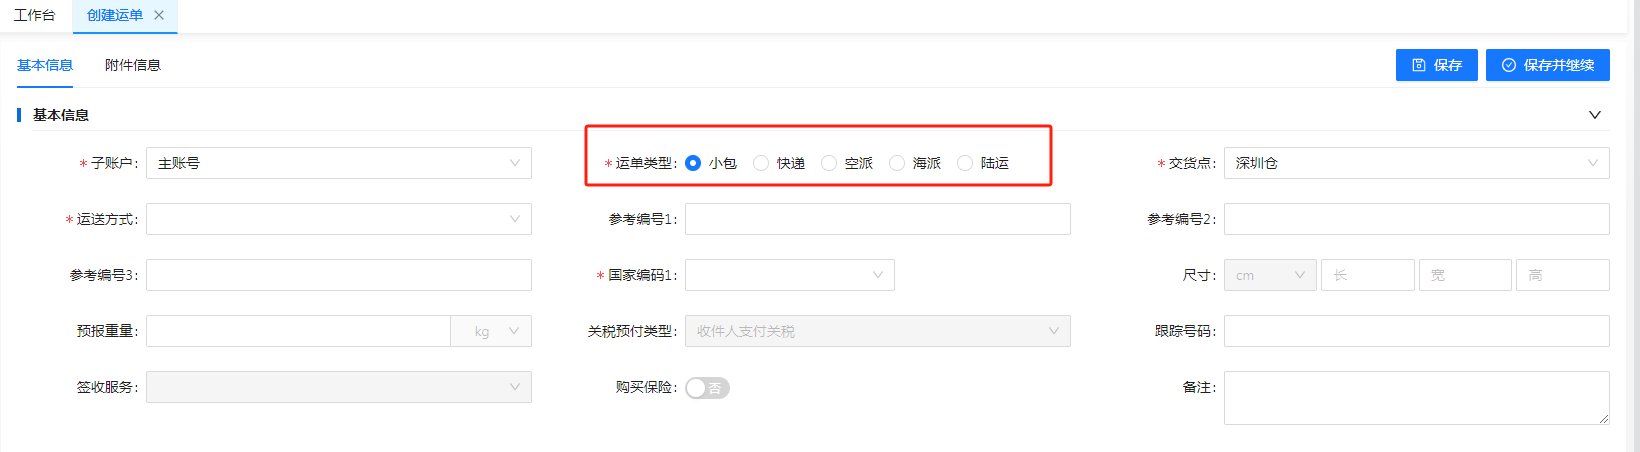 工作台 创建运单
基本信息 附件信息 保存 保存并继续
基本信息
* 子账户: 主账号 * 运单类型: 小包 快递 空派 海派 陆运 * 交货点: 深圳仓
* 运送方式: 参考编号1: 参考编号2:
参考编号3: * 国家编码1: 尺寸: cm 长 宽 高
预报重量: kg 关税预付类型: 收件人支付关税 跟踪号码:
签收服务: 购买保险: 否 备注: